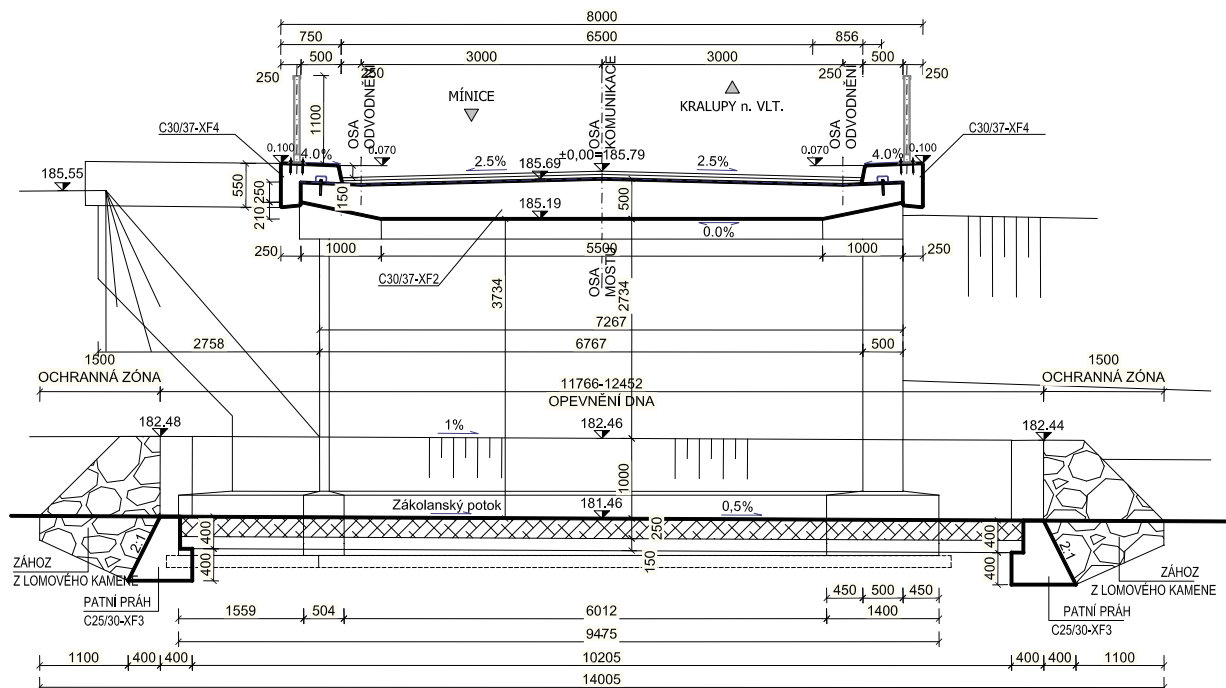 8000
750 6500 856
500 3000 3000 500
250 250 250 250
OSA ODVODNĚNÍ
OSA KOMUNIKACE
OSA ODVODNĚNÍ
MÍNICE
KRALUPY n. VLT.
1100
C30/37-XF4
C30/37-XF4
0.100 4.0% 0.070
±0,00 = 185.79
0.070 4.0% 0.100
2.5% 185.69 2.5%
185.55
550 250 210 150
500
185.19
0.0%
250 1000 5500 1000 250
C30/37-XF2
3734
OSA MOSTU
2734
7267
2758 6767 500
1500
OCHRANNÁ ZÓNA
1500
OCHRANNÁ ZÓNA
11766-12452
OPEVNĚNÍ DNA
182.48 1% 182.46 182.44
1000
Zákolanský potok 181.46 0,5%
400 400
2:1
250
150
400 400
2:1
ZÁHOZ
Z LOMOVÉHO KAMENE
PATNÍ PRÁH
C25/30-XF3
ZÁHOZ
Z LOMOVÉHO KAMENE
PATNÍ PRÁH
C25/30-XF3
450 500 450
1559 504 6012 1400
9475
1100 400 400 10205 400 400 1100
14005